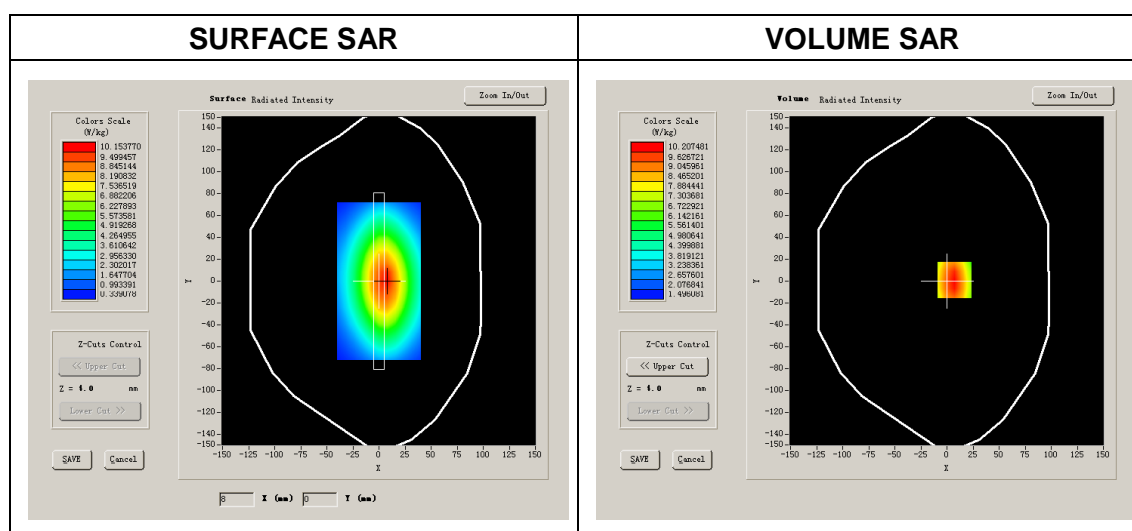 SURFACE SAR
VOLUME SAR
Surface Radiated Intensity
Zoom In/Out
Colors Scale
(W/kg)
10.153770
9.499457
8.845144
8.190832
7.536519
6.882206
6.227893
5.573581
4.919268
4.264955
3.610642
2.956330
2.302017
1.647704
0.993391
0.339078
150
140
120
100
80
60
40
20
0
-20
-40
-60
-80
-100
-120
-140
-150
Y
-150 -125 -100 -75 -50 -25 0 25 50 75 100 125 150
X
Z-Cuts Control
<< Upper Cut
Z = 4.0 mm
Lower Cut >>
SAVE Cancel
8 X (mm) 0 Y (mm)
Volume Radiated Intensity
Zoom In/Out
Colors Scale
(W/kg)
10.207481
9.626721
9.045961
8.465201
7.884441
7.303681
6.722921
6.142161
5.561401
4.980641
4.399881
3.819121
3.238361
2.657601
2.076841
1.496081
150
140
120
100
80
60
40
20
0
-20
-40
-60
-80
-100
-120
-140
-150
Y
-150 -125 -100 -75 -50 -25 0 25 50 75 100 125 150
X
Z-Cuts Control
<< Upper Cut
Z = 4.0 mm
Lower Cut >>
SAVE Cancel